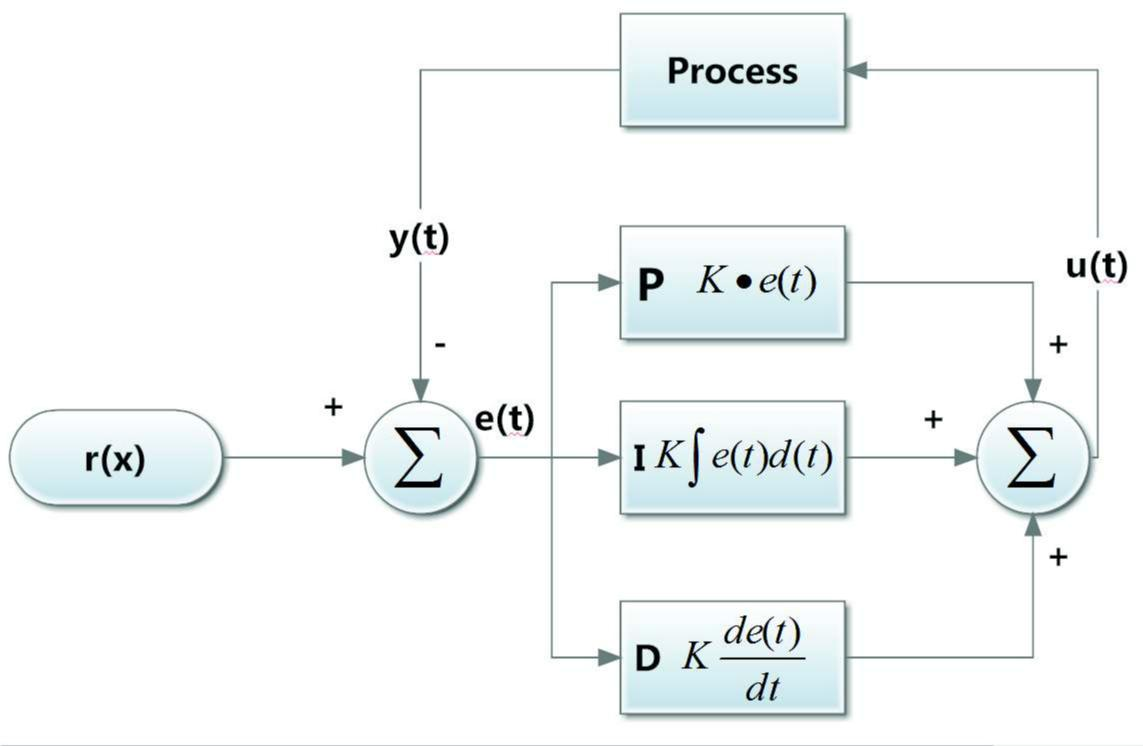 Process
y(t)
u(t)
-
P K • e(t)
+
+
e(t)
+
r(x)
∑
I K ∫ e(t)d(t)
∑
+
D K de(t)
dt